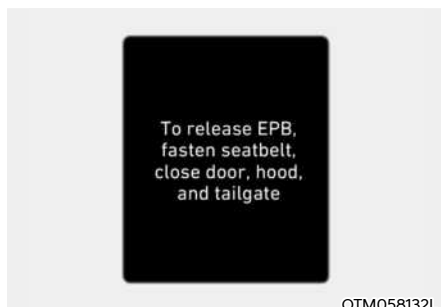 To release EPB,
fasten seatbelt,
close door, hood,
and tailgate
OTM058132L